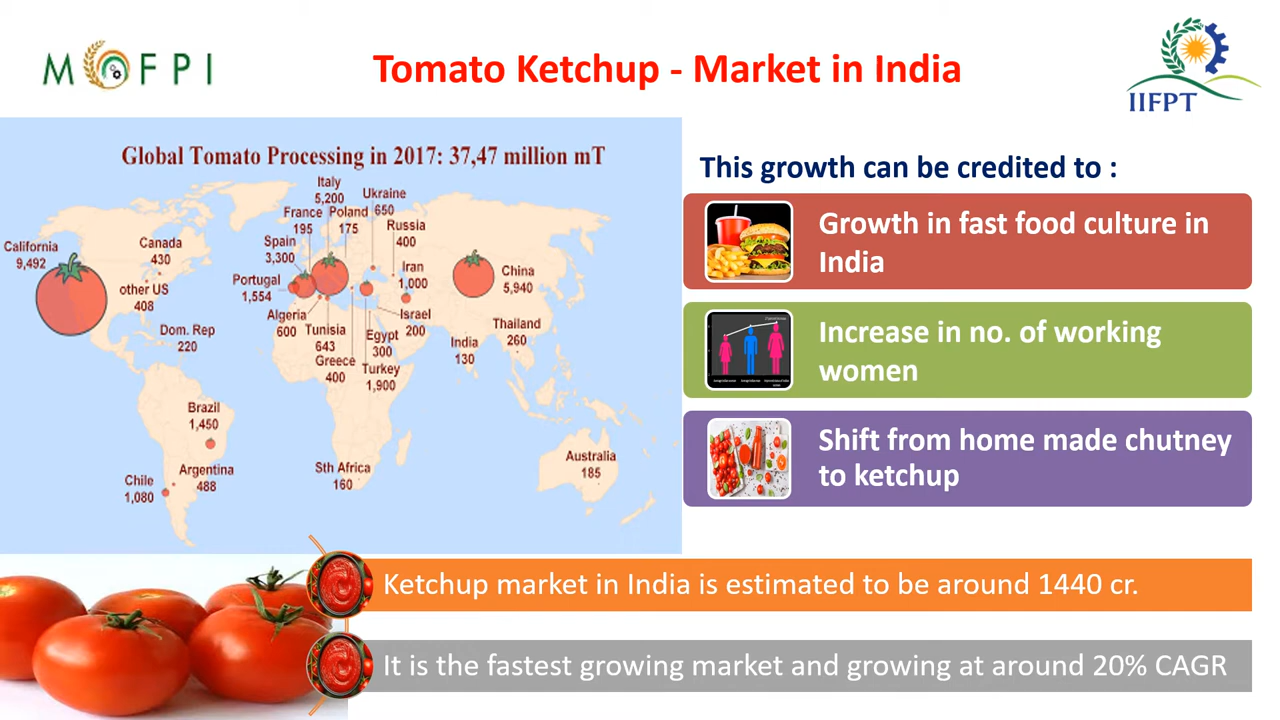 M FPI
Tomato Ketchup - Market in India
IIFPT
Global Tomato Processing in 2017: 37,47 million mT
Italy
5,200
Ukraine
650
France
195
Poland
175
Russia
400
Spain
3,300
California
9,492
Canada
430
Portugal
1,554
Iran
1,000
China
5,940
other US
408
Algeria
600
Israel
200
Dom. Rep
220
Tunisia
643
Egypt
300
Thailand
260
India
130
Greece
400
Turkey
1,900
Brazil
1,450
Argentina
488
Chile
1,080
Sth Africa
160
Australia
185
This growth can be credited to :
Growth in fast food culture in
India
Increase in no. of working
women
Shift from home made chutney
to ketchup
Ketchup market in India is estimated to be around 1440 cr.
It is the fastest growing market and growing at around 20% CAGR